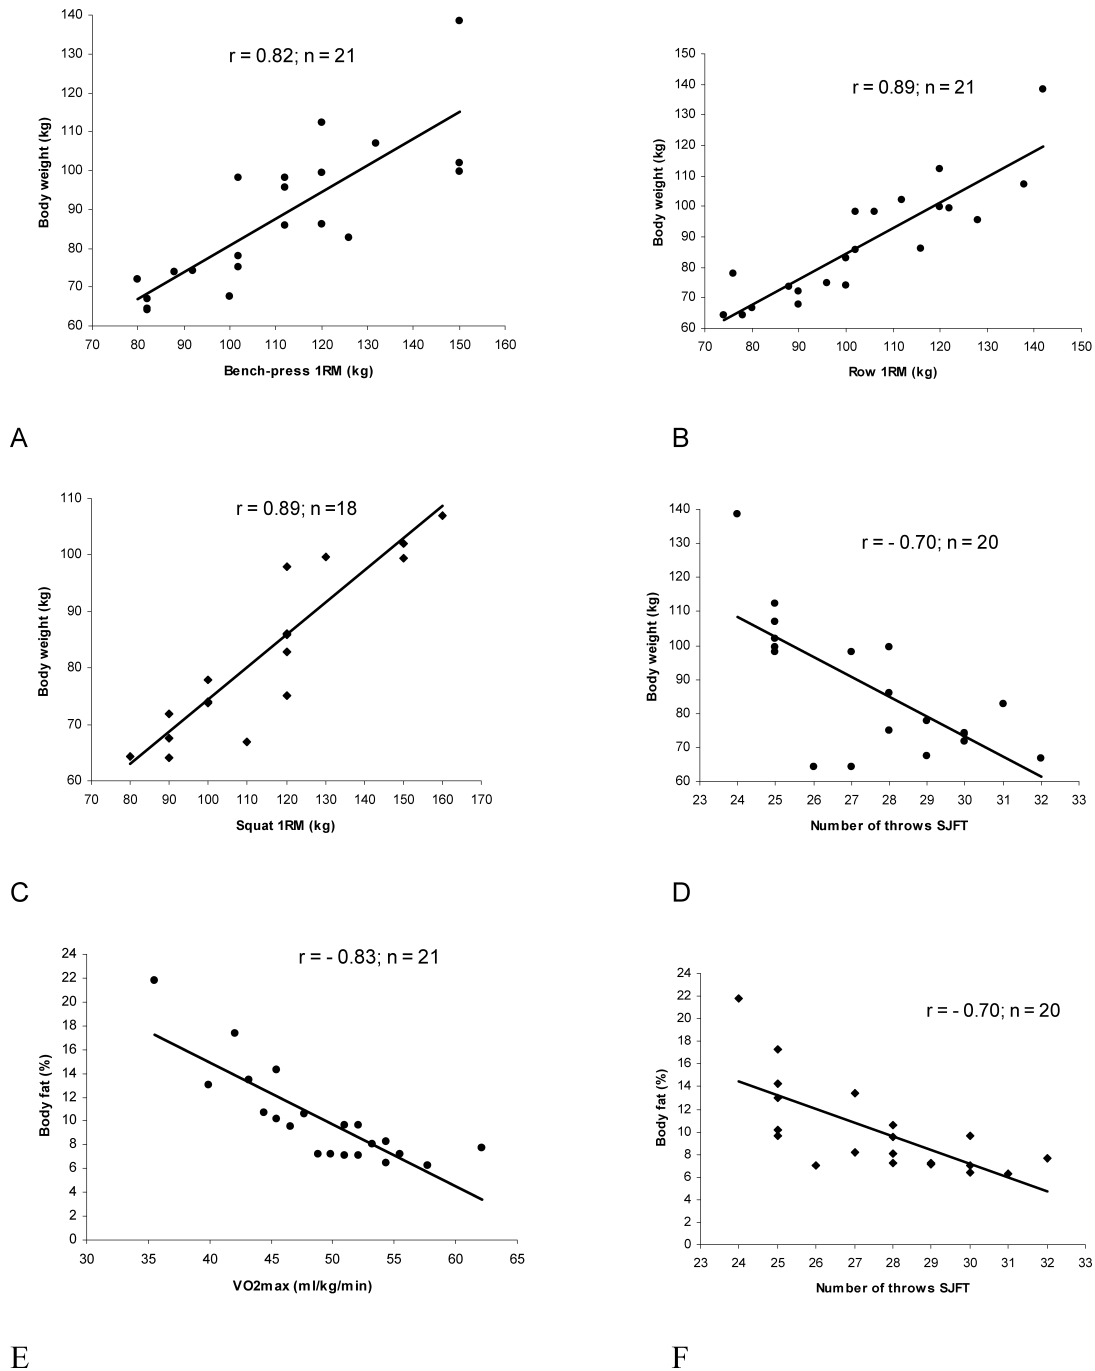 r = 0.82; n = 21
Body weight (kg)
140
130
120
110
100
90
80
70
60
70 80 90 100 110 120 130 140 150 160
Bench-press 1RM (kg)
A
r = 0.89; n = 21
Body weight (kg)
150
140
130
120
110
100
90
80
70
60
70 80 90 100 110 120 130 140 150
Row 1RM (kg)
B
r = 0.89; n =18
Body weight (kg)
110
100
90
80
70
60
70 80 90 100 110 120 130 140 150 160 170
Squat 1RM (kg)
C
r = - 0.70; n = 20
Body weight (kg)
140
130
120
110
100
90
80
70
60
23 24 25 26 27 28 29 30 31 32 33
Number of throws SJFT
D
r = - 0.83; n = 21
Body fat (%)
24
22
20
18
16
14
12
10
8
6
4
2
0
30 35 40 45 50 55 60 65
VO2max (ml/kg/min)
E
r = - 0.70; n = 20
Body fat (%)
24
22
20
18
16
14
12
10
8
6
4
2
0
23 24 25 26 27 28 29 30 31 32 33
Number of throws SJFT
F